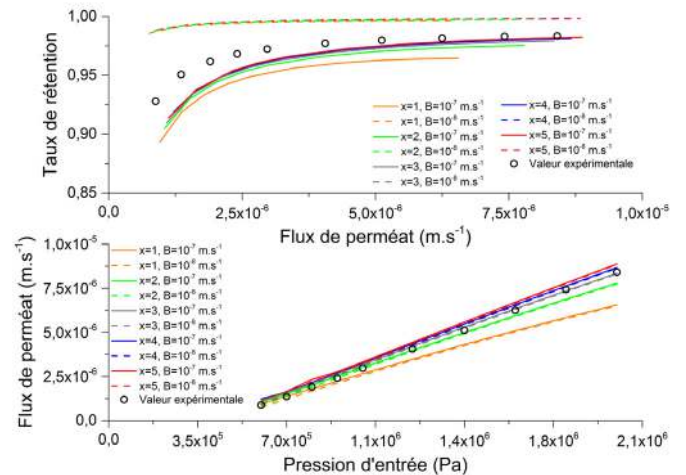 1,00
0,95
0,90
0,85
Taux de rétention
x=1, B=10⁻⁷ m.s⁻¹
x=1, B=10⁻⁸ m.s⁻¹
x=2, B=10⁻⁷ m.s⁻¹
x=2, B=10⁻⁸ m.s⁻¹
x=3, B=10⁻⁷ m.s⁻¹
x=3, B=10⁻⁸ m.s⁻¹
x=4, B=10⁻⁷ m.s⁻¹
x=4, B=10⁻⁸ m.s⁻¹
x=5, B=10⁻⁷ m.s⁻¹
x=5, B=10⁻⁸ m.s⁻¹
Valeur expérimentale
0,0 2,5x10⁻⁶ 5,0x10⁻⁶ 7,5x10⁻⁶ 1,0x10⁻⁵
Flux de perméat (m.s⁻¹)
1,0x10⁻⁵
7,5x10⁻⁶
5,0x10⁻⁶
2,5x10⁻⁶
0,0
Flux de perméat (m.s⁻¹)
x=1, B=10⁻⁷ m.s⁻¹
x=1, B=10⁻⁸ m.s⁻¹
x=2, B=10⁻⁷ m.s⁻¹
x=2, B=10⁻⁸ m.s⁻¹
x=3, B=10⁻⁷ m.s⁻¹
x=3, B=10⁻⁸ m.s⁻¹
x=4, B=10⁻⁷ m.s⁻¹
x=4, B=10⁻⁸ m.s⁻¹
x=5, B=10⁻⁷ m.s⁻¹
x=5, B=10⁻⁸ m.s⁻¹
Valeur expérimentale
0,0 3,5x10⁵ 7,0x10⁵ 1,1x10⁶ 1,4x10⁶ 1,8x10⁶ 2,1x10⁶
Pression d'entrée (Pa)